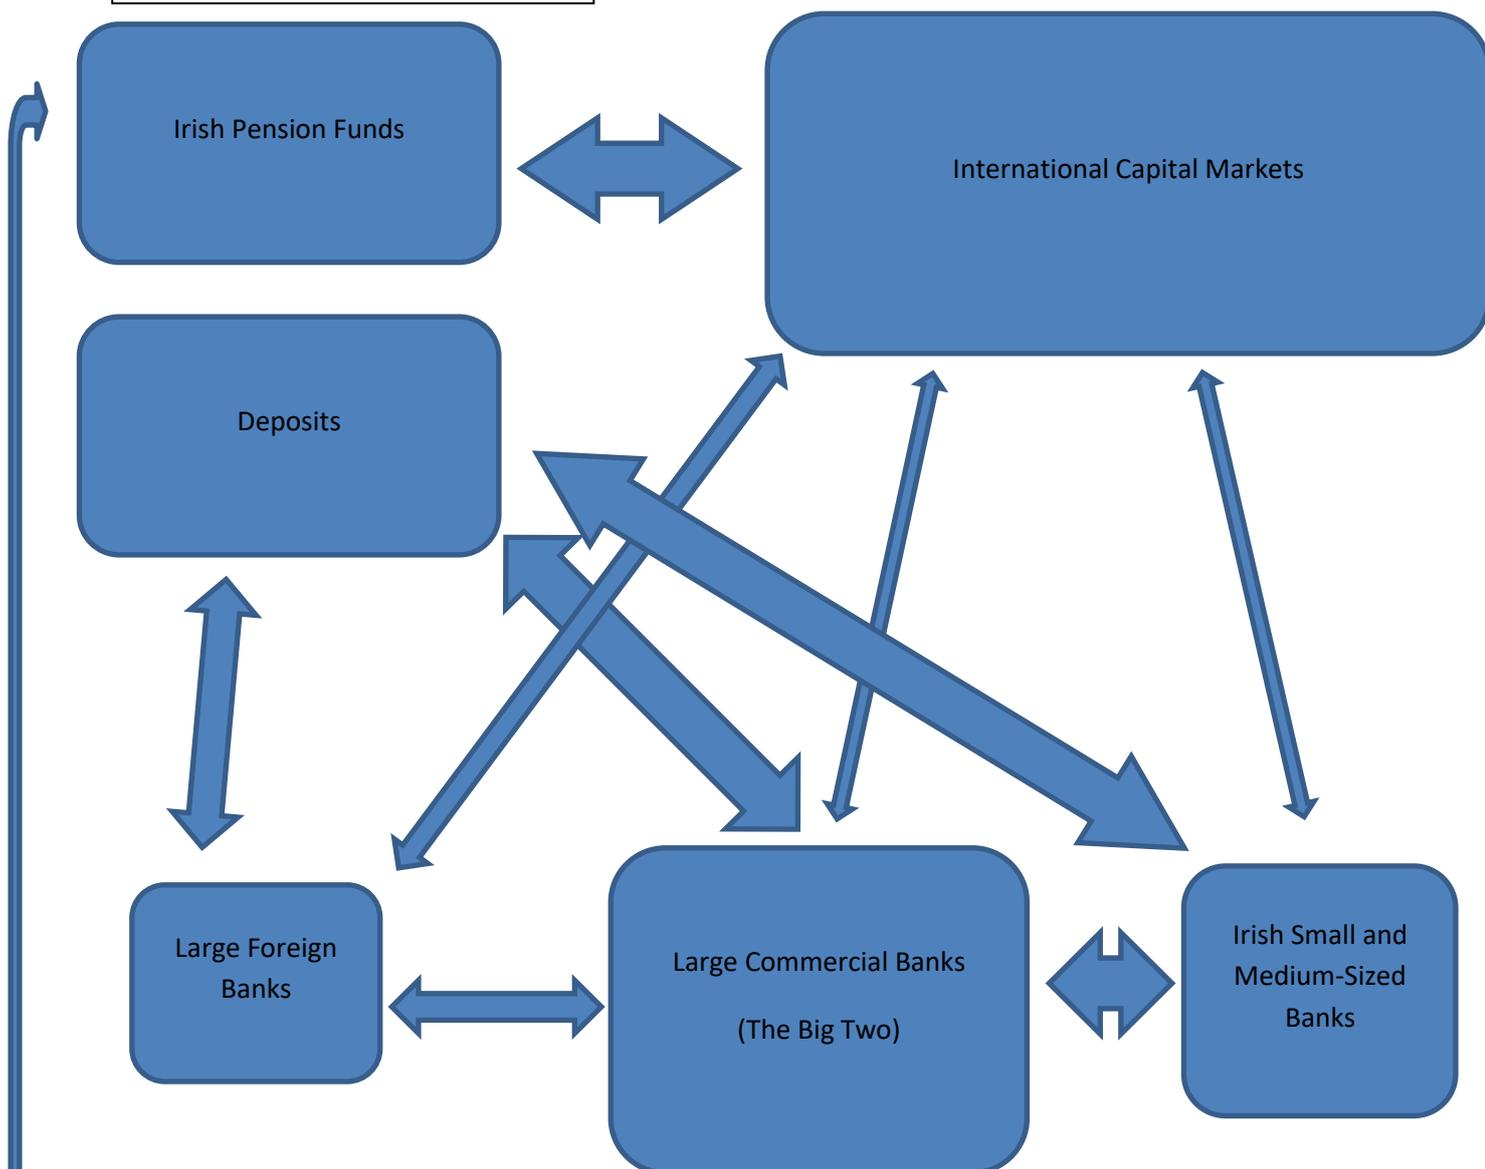 Irish Pension Funds
International Capital Markets
Deposits
Large Foreign
Banks
Large Commercial Banks
(The Big Two)
Irish Small and
Medium-Sized
Banks